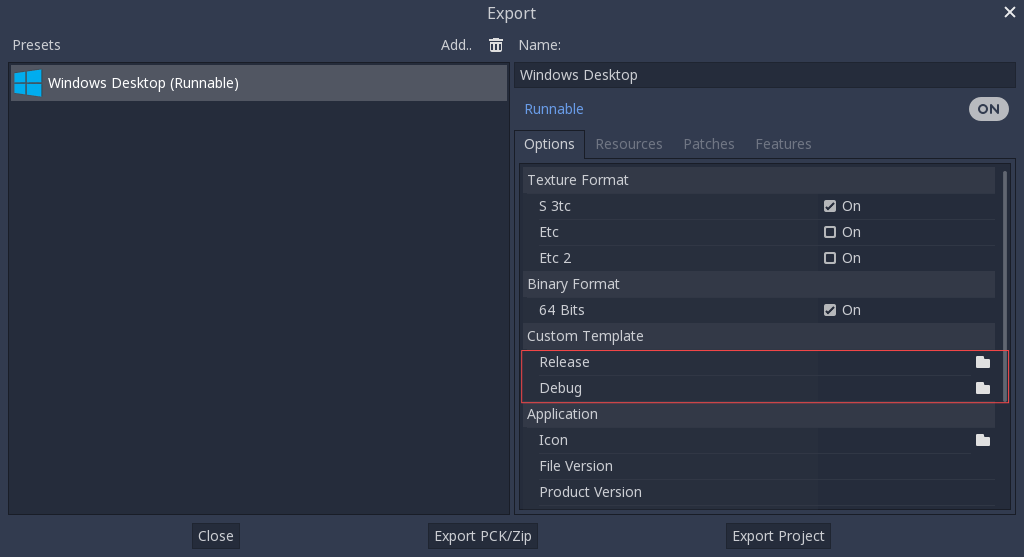 Export
Presets Add.. Name:
Windows Desktop (Runnable)
Windows Desktop
Runnable ON
Options Resources Patches Features
Texture Format
S 3tc On
Etc On
Etc 2 On
Binary Format
64 Bits On
Custom Template
Release
Debug
Application
Icon
File Version
Product Version
Close Export PCK/Zip Export Project